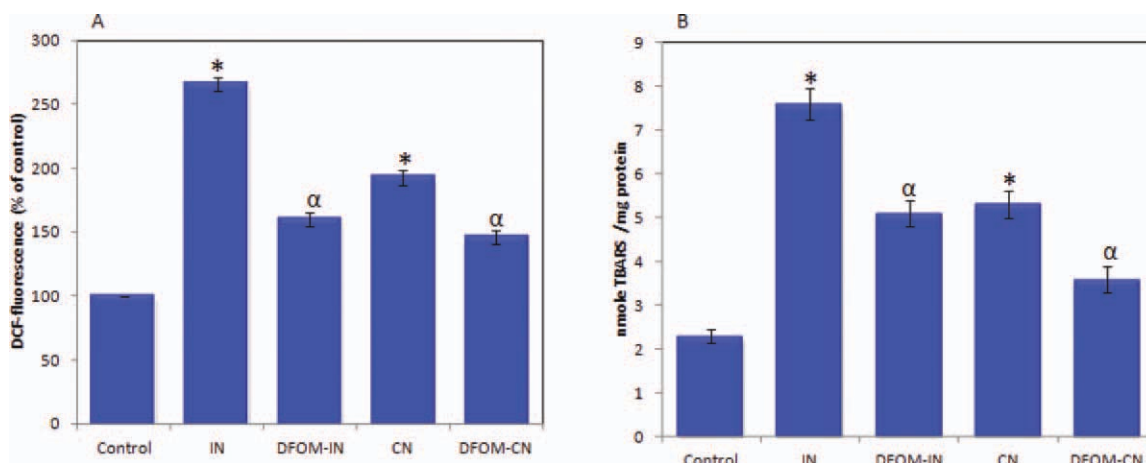 A
300
250
200
150
100
50
0
DCF-fluorescence (% of control)
*
α
*
α
Control IN DFOM-IN CN DFOM-CN
B
9
8
7
6
5
4
3
2
1
0
nmole TBARS /mg protein
*
α
*
α
Control IN DFOM-IN CN DFOM-CN